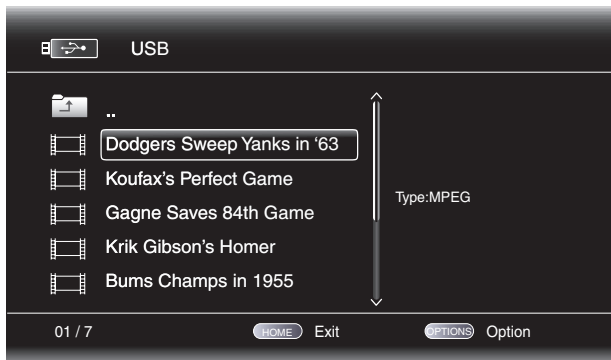 USB
..
Dodgers Sweep Yanks in ‘63
Koufax's Perfect Game
Gagne Saves 84th Game
Krik Gibson's Homer
Bums Champs in 1955
Type:MPEG
01 / 7 HOME Exit OPTIONS Option